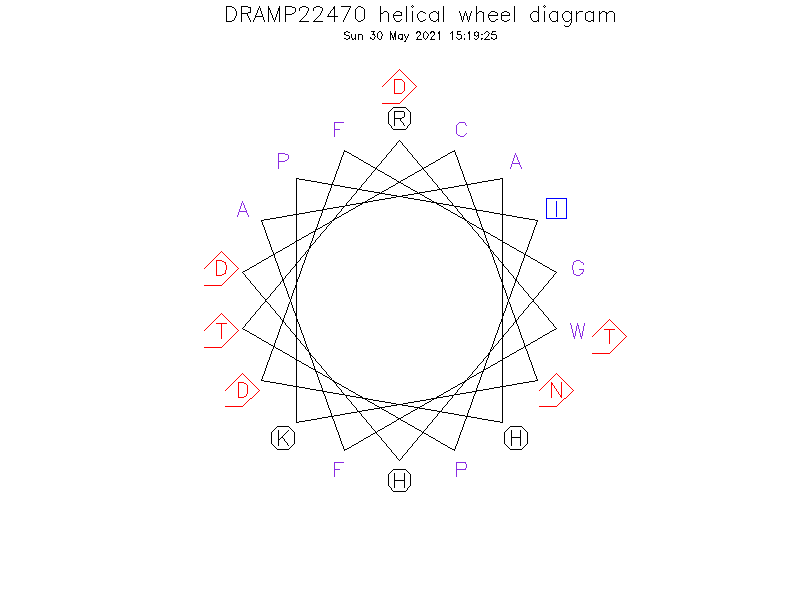 DRAMP22470 helical wheel diagram
Sun 30 May 2021 15:19:25
D
R
F C
P A
A I
D G
T W T
D N
K H
F P
H